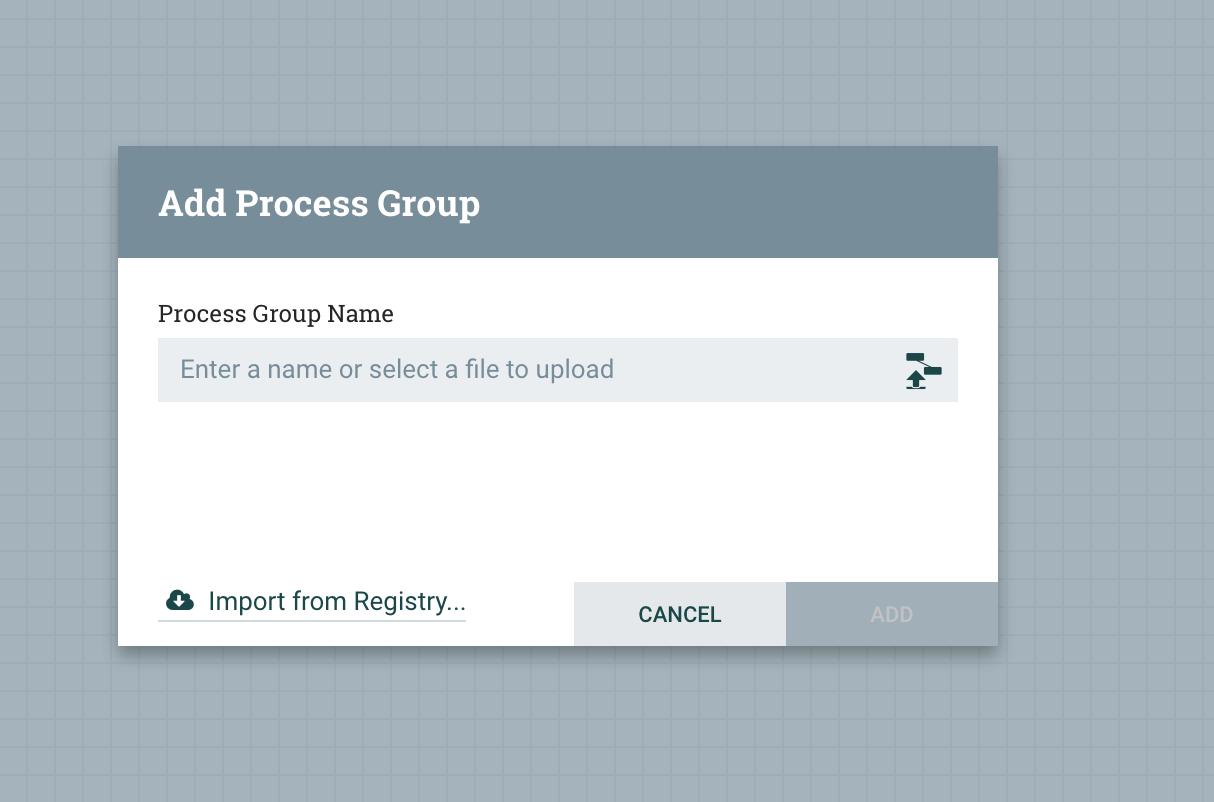 Add Process Group
Process Group Name
Enter a name or select a file to upload
Import from Registry...
CANCEL
ADD